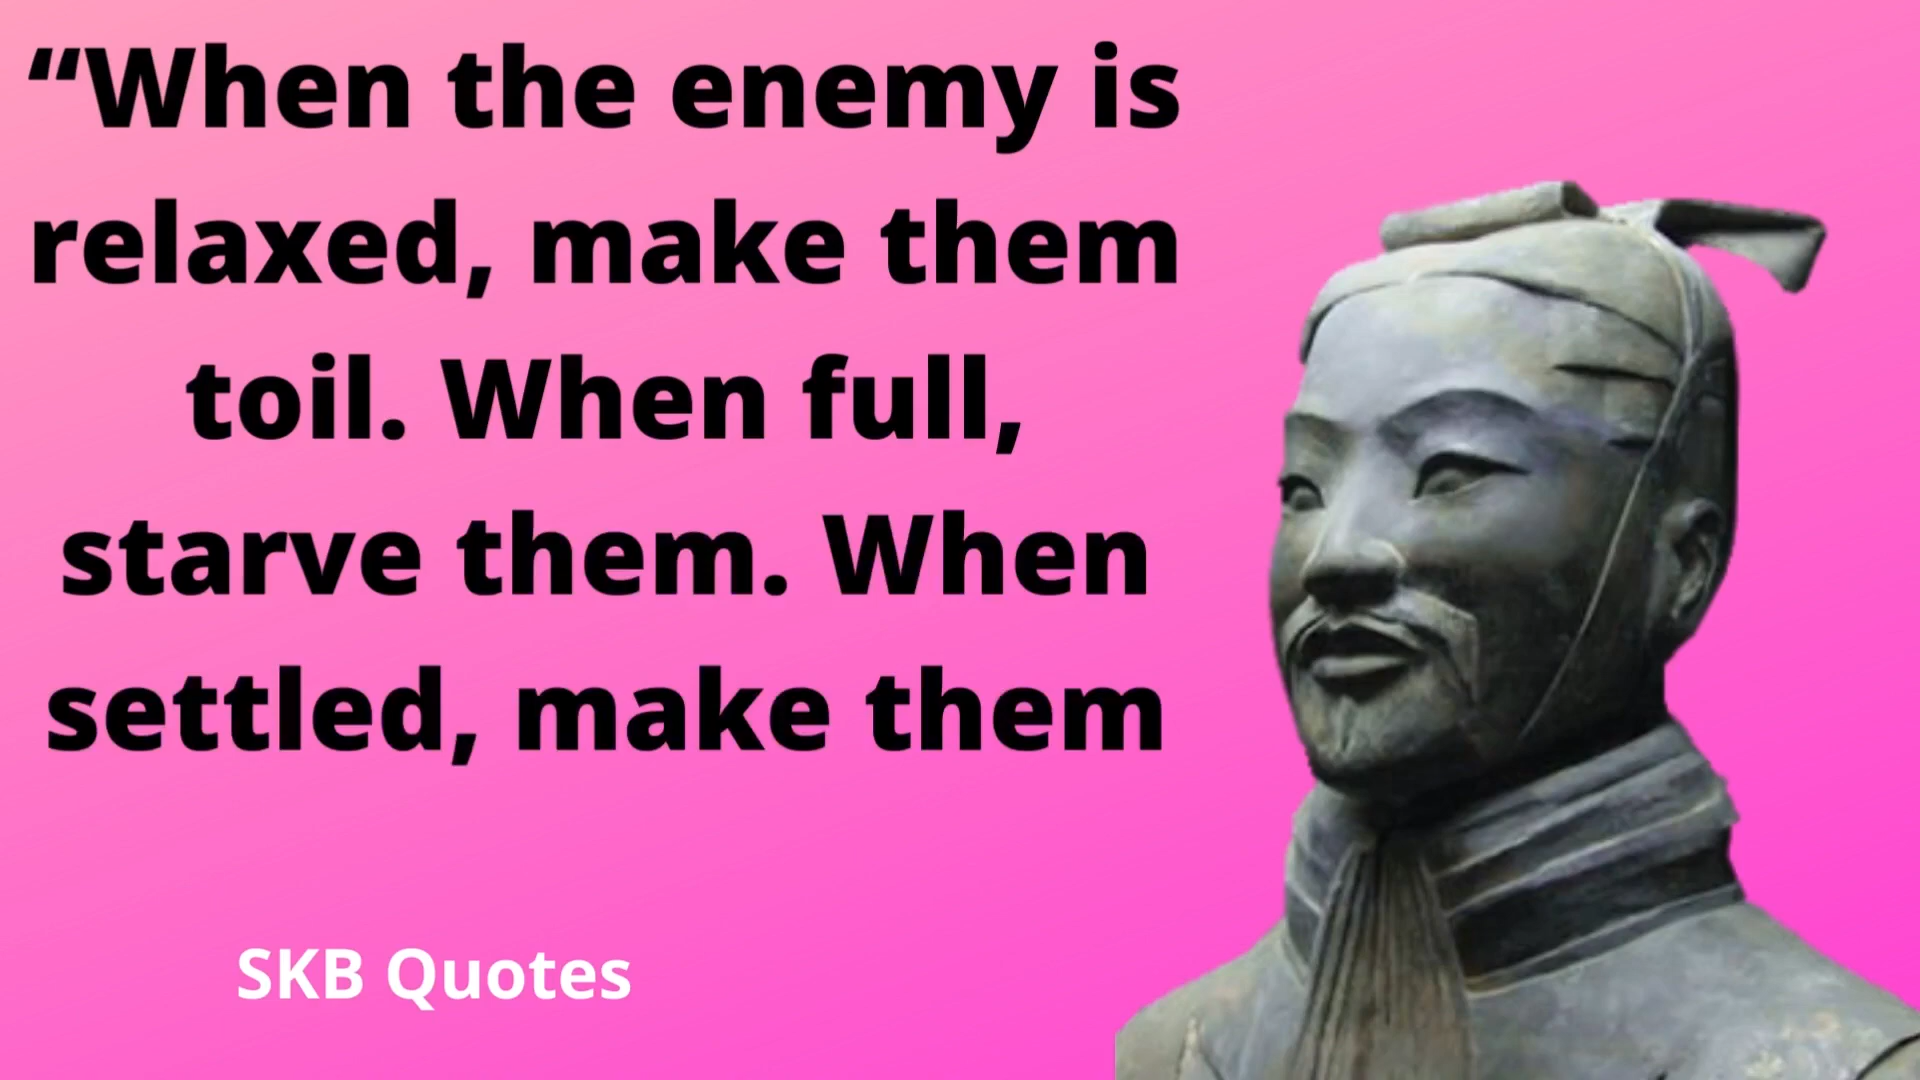 “When the enemy is
relaxed, make them
toil. When full,
starve them. When
settled, make them
SKB Quotes